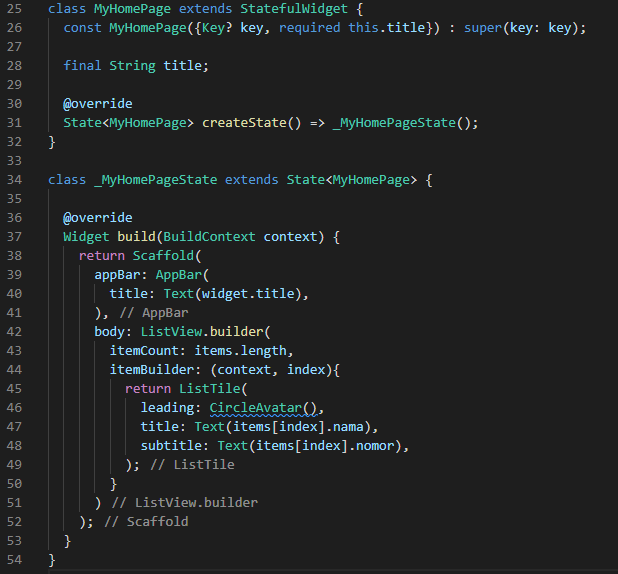 25 class MyHomePage extends StatefulWidget {
26   const MyHomePage({Key? key, required this.title}) : super(key: key);
27
28   final String title;
29
30   @override
31   State<MyHomePage> createState() => _MyHomePageState();
32 }
33
34 class _MyHomePageState extends State<MyHomePage> {
35
36   @override
37   Widget build(BuildContext context) {
38     return Scaffold(
39       appBar: AppBar(
40         title: Text(widget.title),
41       ), // AppBar
42       body: ListView.builder(
43         itemCount: items.length,
44         itemBuilder: (context, index){
45           return ListTile(
46             leading: CircleAvatar(),
47             title: Text(items[index].nama),
48             subtitle: Text(items[index].nomor),
49           ); // ListTile
50         }
51       ) // ListView.builder
52     ); // Scaffold
53   }
54 }